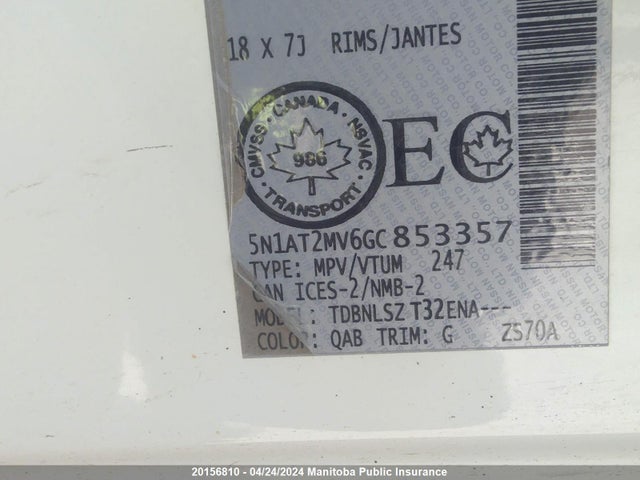 18 X 7J RIMS/JANTES
CMVSS · CANADA · NSVAC · TRANSPORT ·
986
EC
5N1AT2MV6GC853357
TYPE: MPV/VTUM 247
CAN ICES-2/NMB-2
MODEL: TDBNLSZ T32ENA---
COLOR: QAB TRIM: G Z570A
20156810 - 04/24/2024 Manitoba Public Insurance